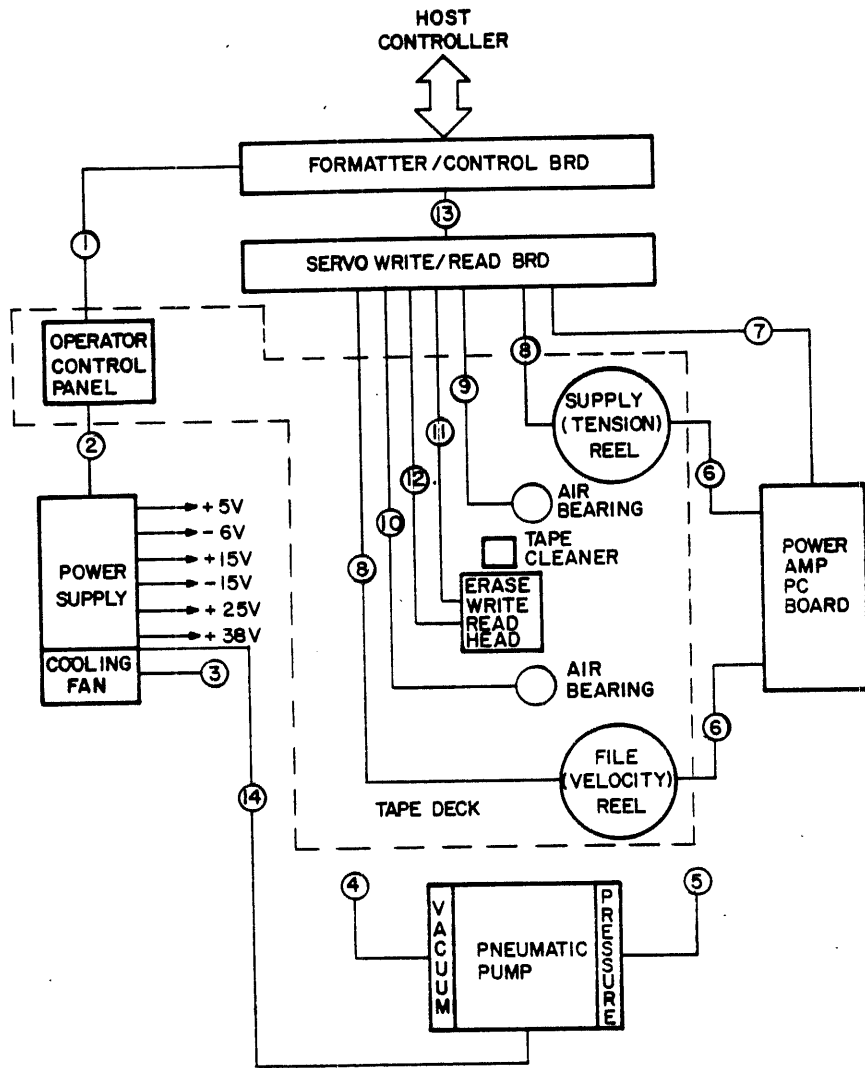 HOST
CONTROLLER
FORMATTER/CONTROL BRD
13
1
SERVO WRITE/READ BRD
7
OPERATOR
CONTROL
PANEL
8
9
SUPPLY
(TENSION)
REEL
2
11
6
12
AIR
BEARING
+5V
-6V
+15V
-15V
+25V
+38V
POWER
SUPPLY
10
TAPE
CLEANER
POWER
AMP
PC
BOARD
8
ERASE
WRITE
READ
HEAD
COOLING
FAN
3
AIR
BEARING
6
FILE
(VELOCITY)
REEL
14
TAPE DECK
4
5
VACUUM
PNEUMATIC
PUMP
PRESSURE